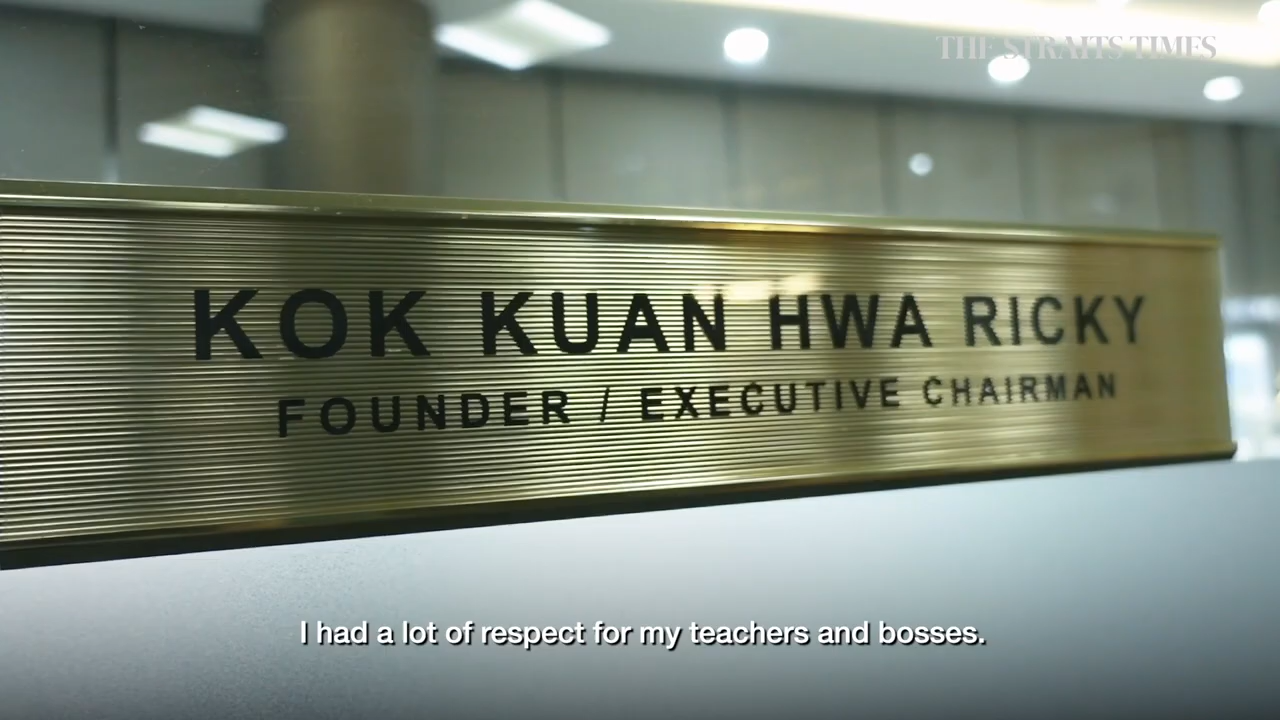 THE STRAITS TIMES
KOK KUAN HWA RICKY
FOUNDER / EXECUTIVE CHAIRMAN
I had a lot of respect for my teachers and bosses.